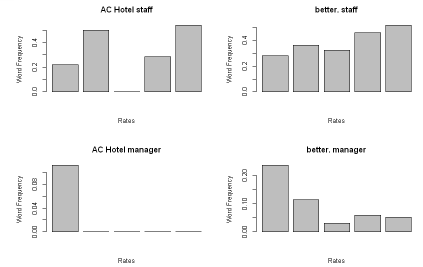 AC Hotel staff
Word Frequency
0.0 0.2 0.4
Rates
better. staff
Word Frequency
0.0 0.2 0.4
Rates
AC Hotel manager
Word Frequency
0.00 0.04 0.08
Rates
better. manager
Word Frequency
0.00 0.10 0.20
Rates